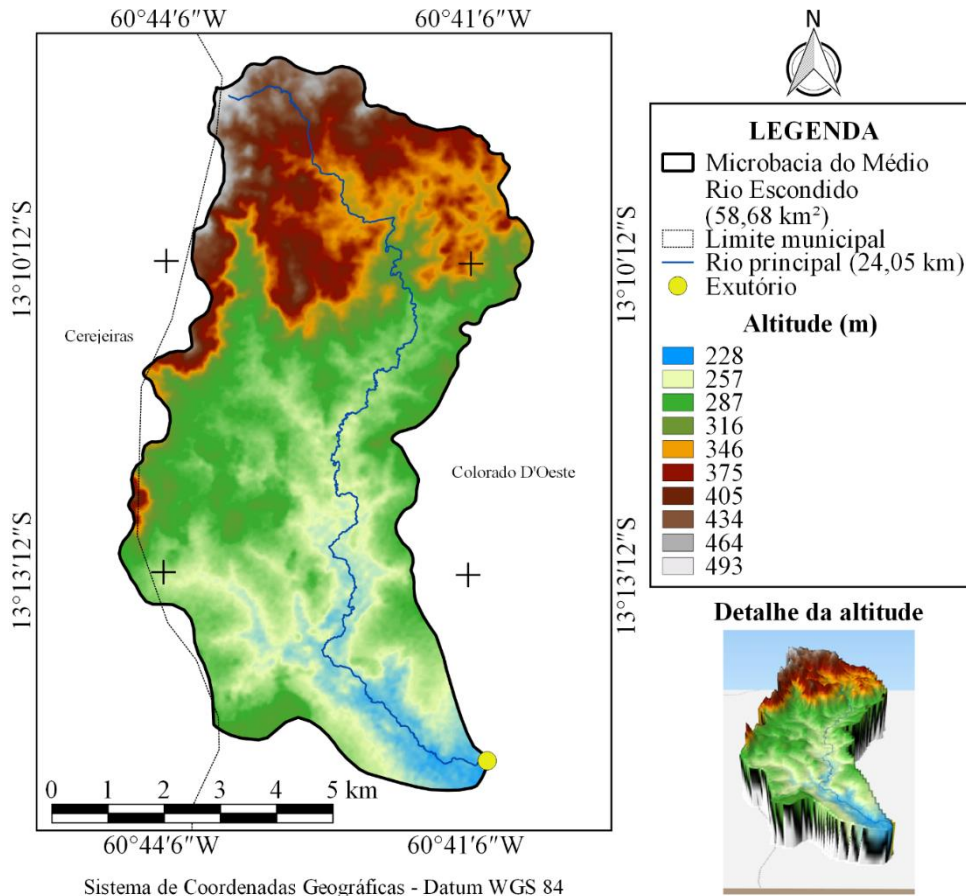 60°44'6"W
60°41'6"W
N
13°10'12"S
13°13'12"S
Cerejeiras
Colorado D'Oeste
0 1 2 3 4 5 km
13°10'12"S
13°13'12"S
60°44'6"W
60°41'6"W
Sistema de Coordenadas Geográficas - Datum WGS 84
LEGENDA
Microbacia do Médio
Rio Escondido
(58,68 km²)
Limite municipal
Rio principal (24,05 km)
Exutório
Altitude (m)
228
257
287
316
346
375
405
434
464
493
Detalhe da altitude